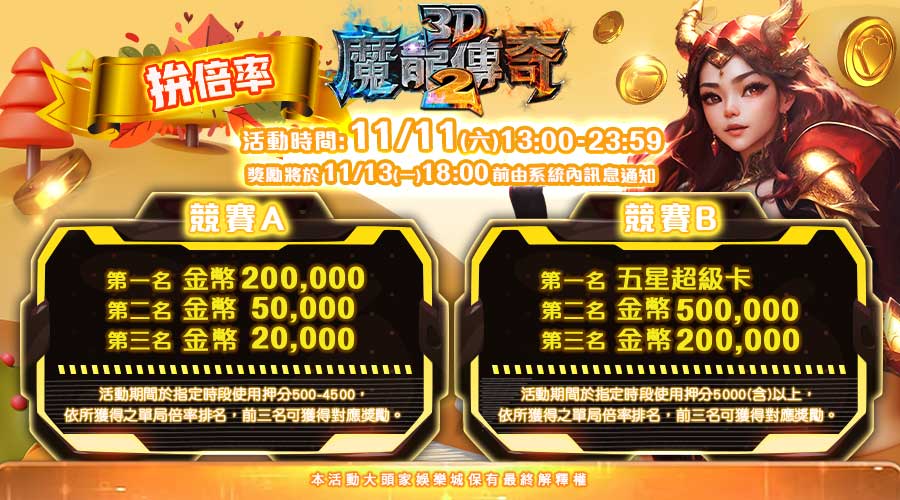 拚倍率
3D
魔龍傳奇
2
活動時間: 11/11(六)13:00-23:59
獎勵將於11/13(一)18:00前由系統內訊息通知
競賽A
第一名 金幣 200,000
第二名 金幣 50,000
第三名 金幣 20,000
活動期間於指定時段使用押分500-4500，
依所獲得之單局倍率排名，前三名可獲得對應獎勵。
競賽B
第一名 五星超級卡
第二名 金幣 500,000
第三名 金幣 200,000
活動期間於指定時段使用押分5000(含)以上，
依所獲得之單局倍率排名，前三名可獲得對應獎勵。
本活動大頭家娛樂城保有最終解釋權